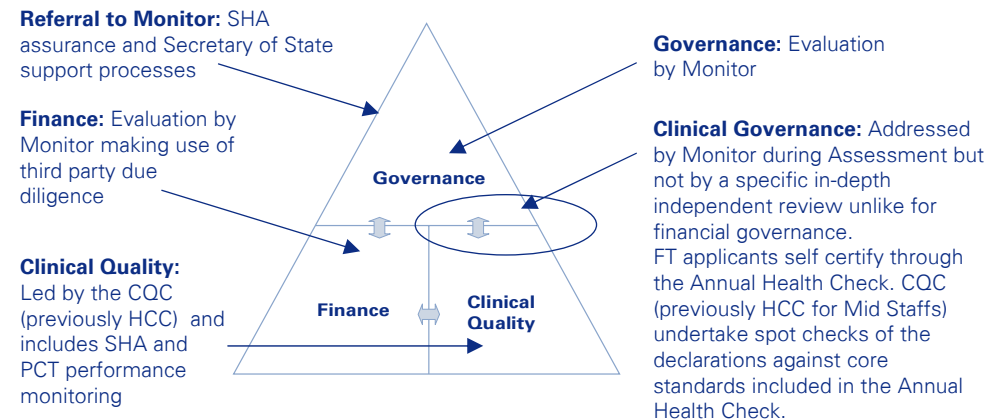 Referral to Monitor: SHA
assurance and Secretary of State
support processes
Finance: Evaluation by
Monitor making use of
third party due
diligence
Clinical Quality:
Led by the CQC
(previously HCC) and
includes SHA and
PCT performance
monitoring
Governance
Finance
Clinical
Quality
Governance: Evaluation
by Monitor
Clinical Governance: Addressed
by Monitor during Assessment but
not by a specific in-depth
independent review unlike for
financial governance.
FT applicants self certify through
the Annual Health Check. CQC
(previously HCC for Mid Staffs)
undertake spot checks of the
declarations against core
standards included in the Annual
Health Check.